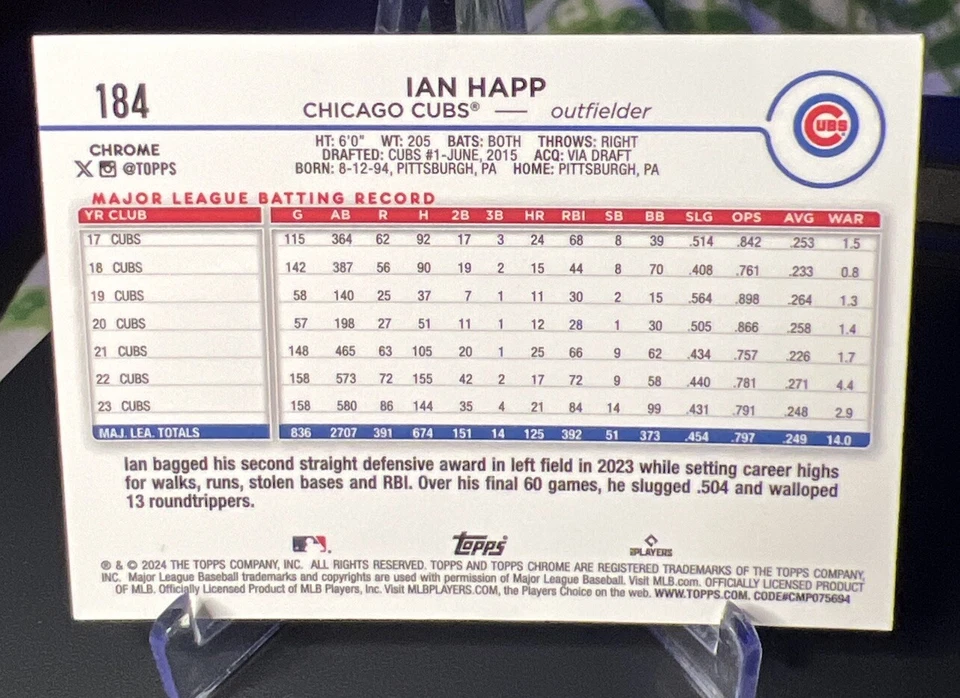 184
IAN HAPP
CHICAGO CUBS® — outfielder
CUBS
CHROME
X @TOPPS
HT: 6'0" WT: 205 BATS: BOTH THROWS: RIGHT
DRAFTED: CUBS #1-JUNE, 2015 ACQ: VIA DRAFT
BORN: 8-12-94, PITTSBURGH, PA HOME: PITTSBURGH, PA
MAJOR LEAGUE BATTING RECORD
YR CLUB G AB R H 2B 3B HR RBI SB BB SLG OPS AVG WAR
17 CUBS 115 364 62 92 17 3 24 68 8 39 .514 .842 .253 1.5
18 CUBS 142 387 56 90 19 2 15 44 8 70 .408 .761 .233 0.8
19 CUBS 58 140 25 37 7 1 11 30 2 15 .564 .898 .264 1.3
20 CUBS 57 198 27 51 11 1 12 28 1 30 .505 .866 .258 1.4
21 CUBS 148 465 63 105 20 1 25 66 9 62 .434 .757 .226 1.7
22 CUBS 158 573 72 155 42 2 17 72 9 58 .440 .781 .271 4.4
23 CUBS 158 580 86 144 35 4 21 84 14 99 .431 .791 .248 2.9
MAJ. LEA. TOTALS 836 2707 391 674 151 14 125 392 51 373 .454 .797 .249 14.0
Ian bagged his second straight defensive award in left field in 2023 while setting career highs
for walks, runs, stolen bases and RBI. Over his final 60 games, he slugged .504 and walloped
13 roundtrippers.
Topps
PLAYERS
® & © 2024 THE TOPPS COMPANY, INC. ALL RIGHTS RESERVED. TOPPS AND TOPPS CHROME ARE REGISTERED TRADEMARKS OF THE TOPPS COMPANY,
INC. Major League Baseball trademarks and copyrights are used with permission of Major League Baseball. Visit MLB.com. OFFICIALLY LICENSED PRODUCT
OF MLB. Officially Licensed Product of MLB Players, Inc. Visit MLBPLAYERS.COM, the Players Choice on the web. WWW.TOPPS.COM. CODE#CMP075694